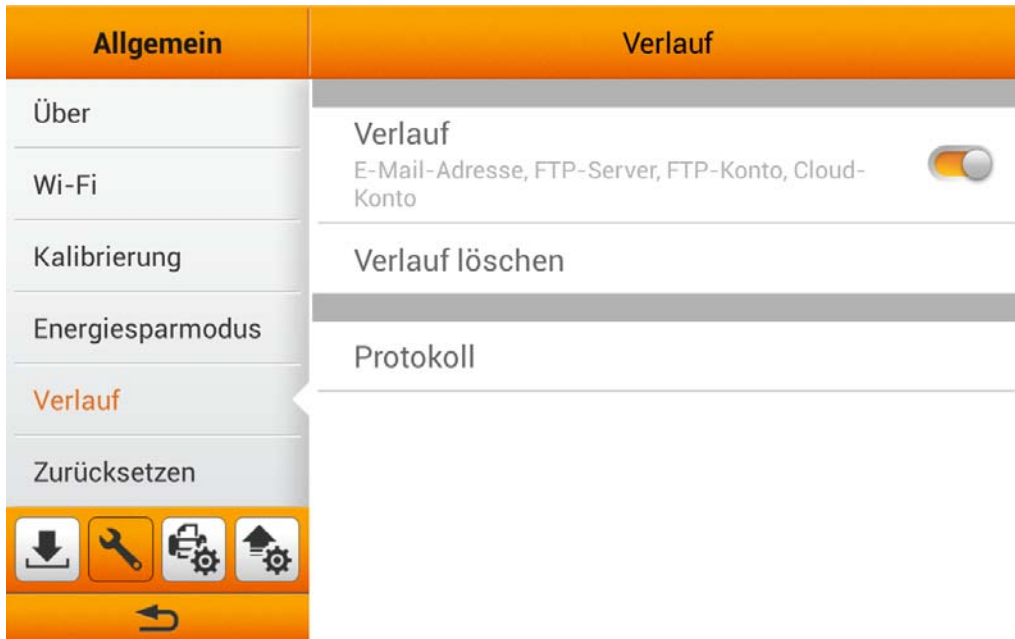 Allgemein
Über
Wi-Fi
Kalibrierung
Energiesparmodus
Verlauf
Zurücksetzen
Verlauf
Verlauf
E-Mail-Adresse, FTP-Server, FTP-Konto, Cloud-
Konto
Verlauf löschen
Protokoll